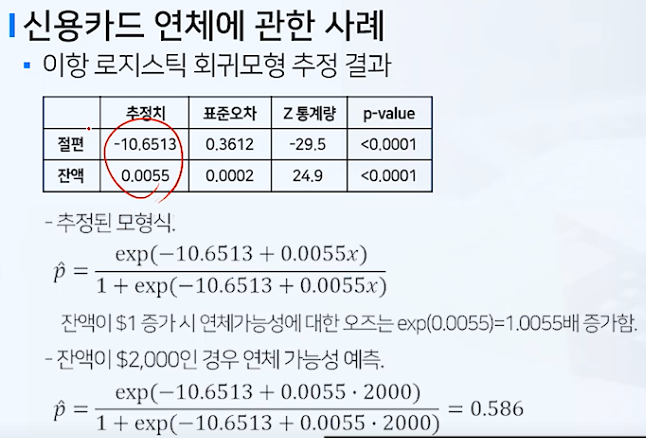 신용카드 연체에 관한 사례
▪ 이항 로지스틱 회귀모형 추정 결과
추정치 표준오차 Z 통계량 p-value
절편 -10.6513 0.3612 -29.5 <0.0001
잔액 0.0055 0.0002 24.9 <0.0001
- 추정된 모형식.
p̂ = exp(−10.6513 + 0.0055x) / 1 + exp(−10.6513 + 0.0055x)
잔액이 $1 증가 시 연체가능성에 대한 오즈는 exp(0.0055)=1.0055배 증가함.
- 잔액이 $2,000인 경우 연체 가능성 예측.
p̂ = exp(−10.6513 + 0.0055 · 2000) / 1 + exp(−10.6513 + 0.0055 · 2000) = 0.586